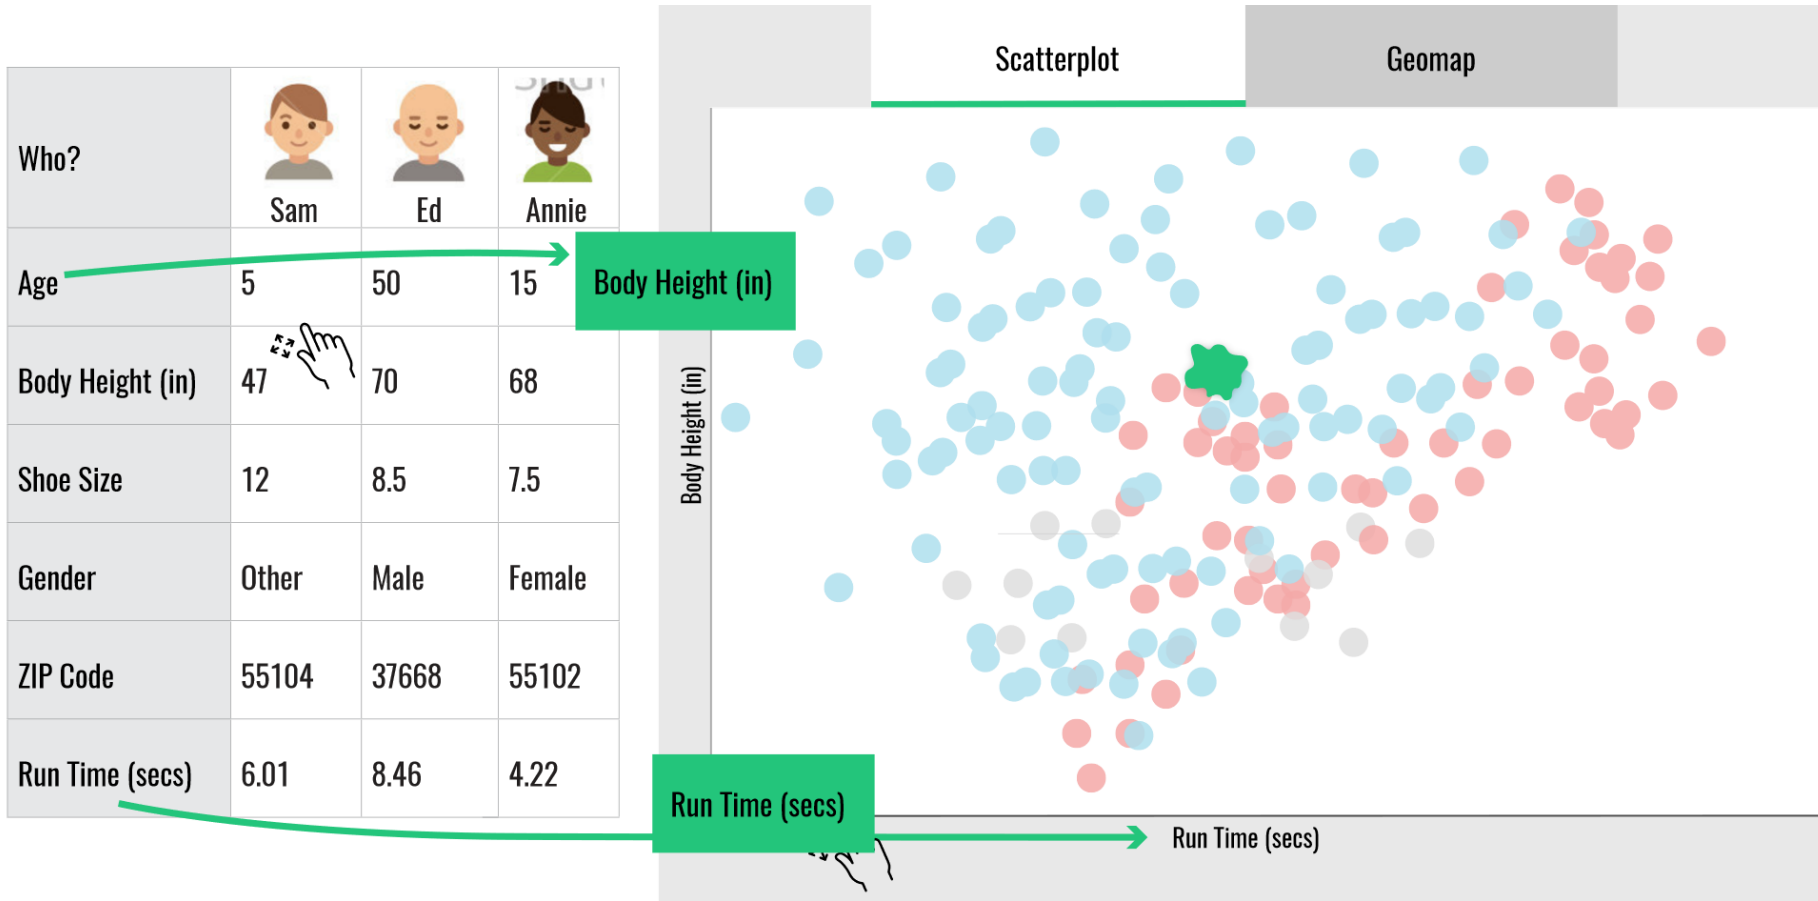 Scatterplot
Geomap
Who?
Sam
Ed
Annie
Age
5
50
15
Body Height (in)
Body Height (in)
47
70
68
Body Height (in)
Shoe Size
12
8.5
7.5
Gender
Other
Male
Female
ZIP Code
55104
37668
55102
Run Time (secs)
6.01
8.46
4.22
Run Time (secs)
Run Time (secs)